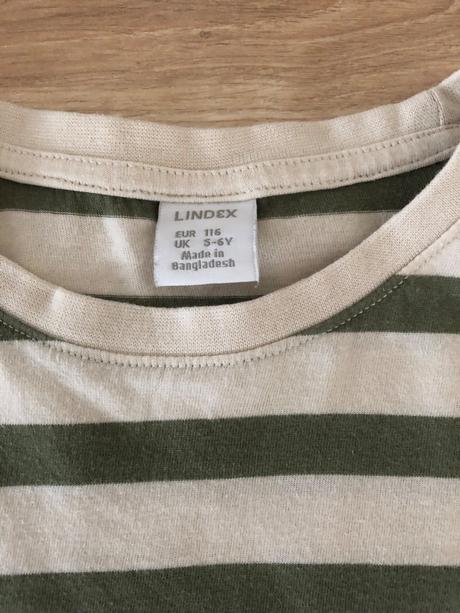 LINDEX
EUR 116
UK 5-6Y
Made in
Bangladesh